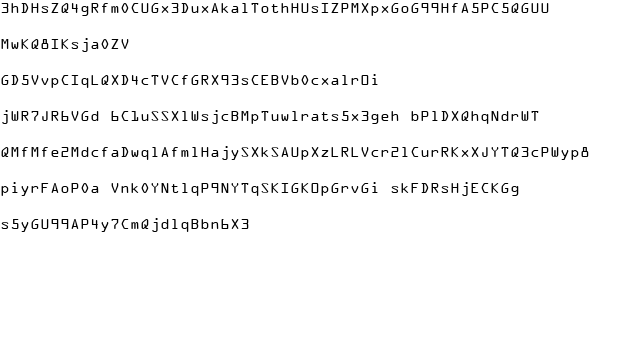 3hDHsZQ4gRfm0CUGx3DuxAkalTothHUsIZPMXpxGoG99HfA5PC5QGUU
MwKQ8IKsja0ZV
GD5VvpCIqLQXD4cTVCfGRX93sCEBVb0cxalr0i
jWR7JR6VGd 6C1uSSXlWsjcBMpTuwlrats5x3geh bPlDXQhqNdrWT
QMfMfe2MdcfaDwqlAfmlHajySXkSAUpXzLRLVcr2lCurRKxXJYTQ3cPWyp8
piyrFAoP0a Vnk0YNtlqP9NYTqSKIGK0pGrvGi skFDRsHjECKGg
s5yGU99AP4y7CmQjdlqBbn6X3